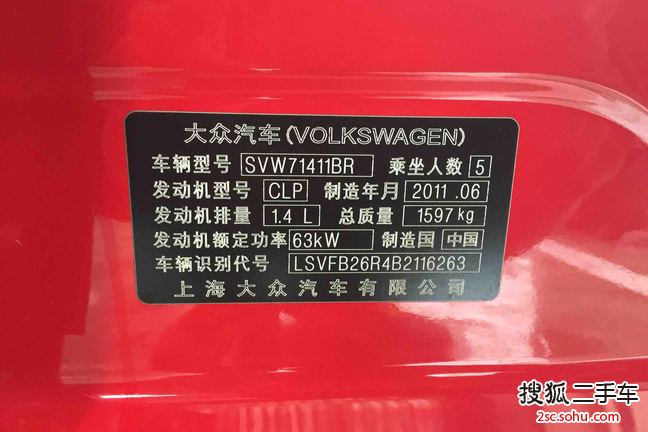 大众汽车(VOLKSWAGEN)
车辆型号 SVW71411BR 乘坐人数 5
发动机型号 CLP 制造年月 2011.06
发动机排量 1.4 L 总质量 1597kg
发动机额定功率 63kW 制造国 中国
车辆识别代号 LSVFB26R4B2116263
上海大众汽车有限公司
搜狐二手车
2sc.sohu.com